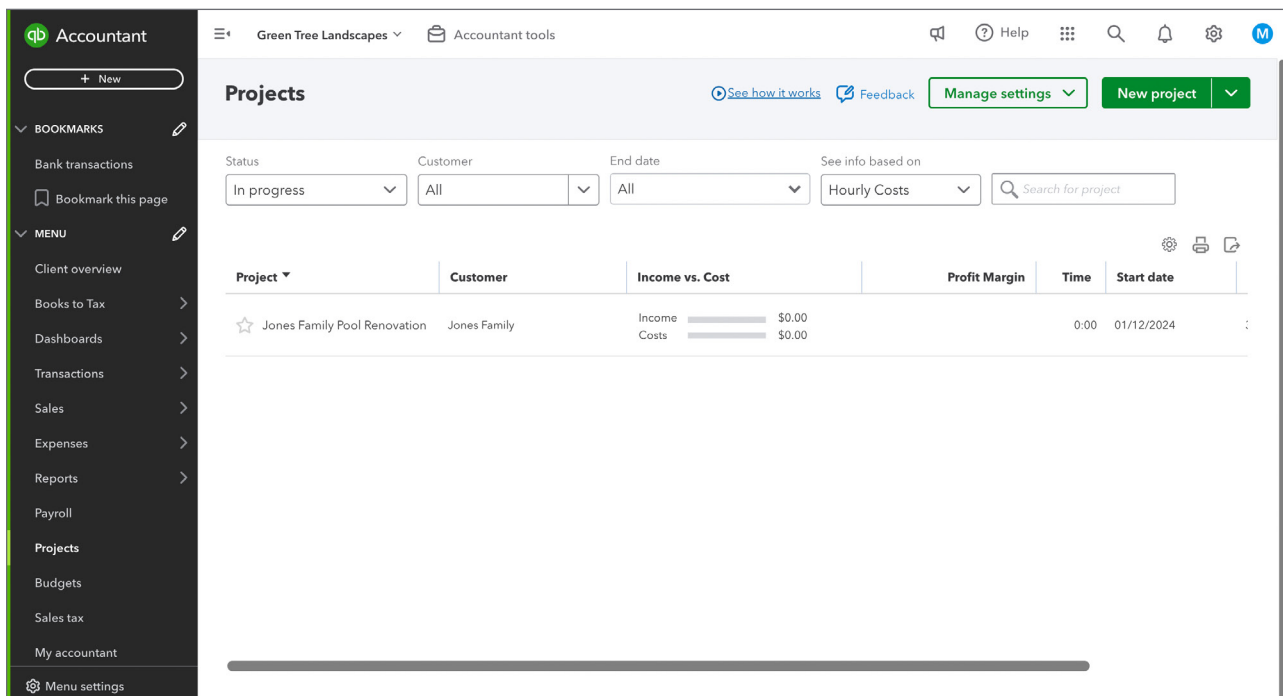 qb Accountant
+ New
BOOKMARKS
Bank transactions
Bookmark this page
MENU
Client overview
Books to Tax
Dashboards
Transactions
Sales
Expenses
Reports
Payroll
Projects
Budgets
Sales tax
My accountant
Menu settings
Green Tree Landscapes Accountant tools ? Help M
Projects See how it works Feedback Manage settings New project
Status Customer End date See info based on
In progress All All Hourly Costs Search for project
Project Customer Income vs. Cost Profit Margin Time Start date
Jones Family Pool Renovation Jones Family Income $0.00 0:00 01/12/2024
Costs $0.00